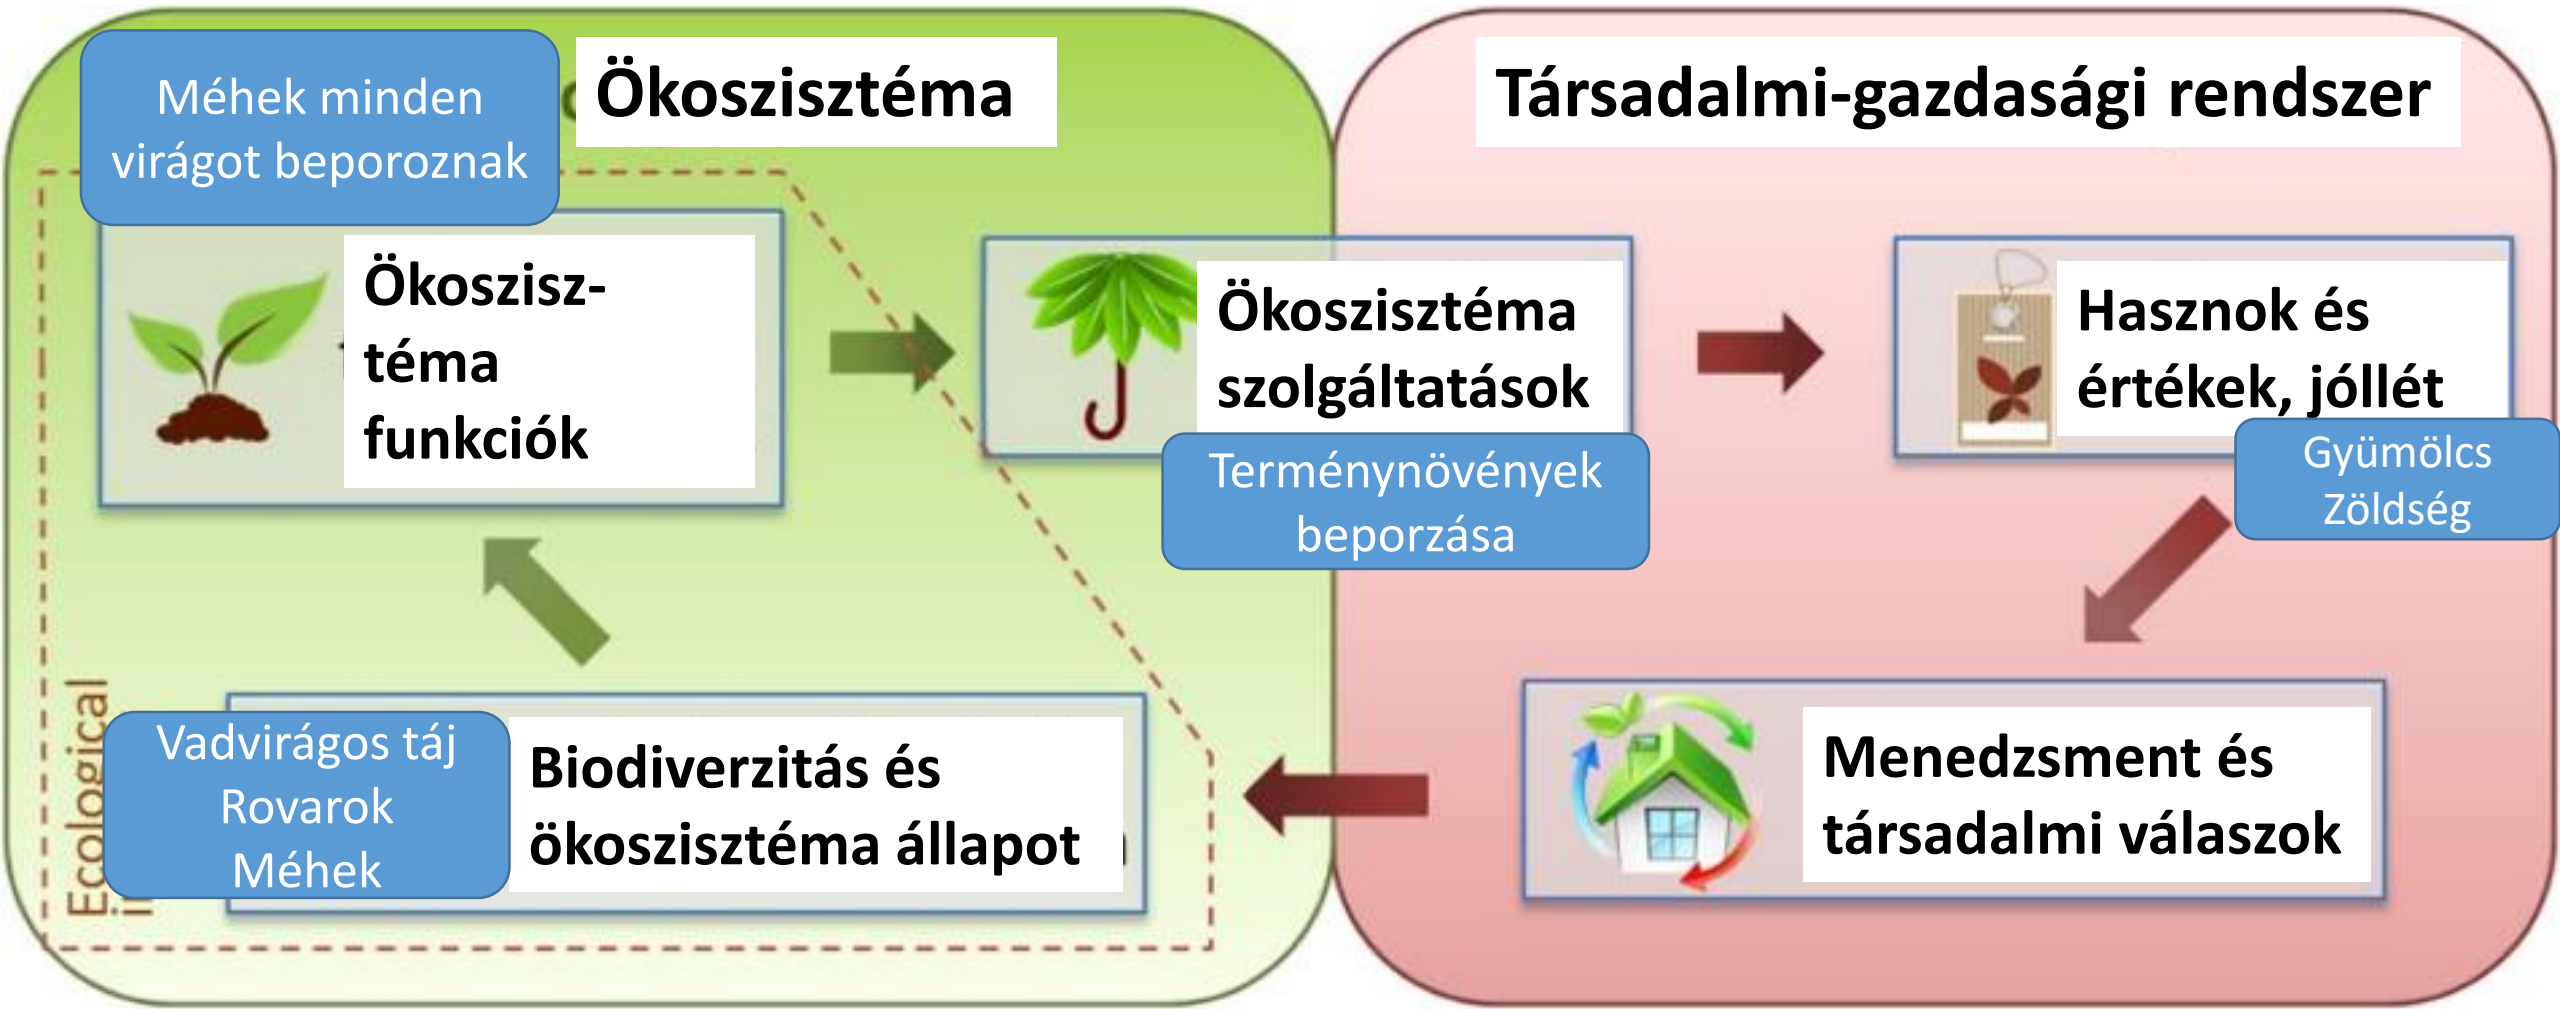 Ökoszisztéma
Társadalmi-gazdasági rendszer
Méhek minden
virágot beporoznak
Ökoszisz-
téma
funkciók
Ökoszisztéma
szolgáltatások
Terménynövények
beporzása
Hasznok és
értékek, jóllét
Gyümölcs
Zöldség
Ecological
Vadvirágos táj
Rovarok
Méhek
Biodiverzitás és
ökoszisztéma állapot
Menedzsment és
társadalmi válaszok